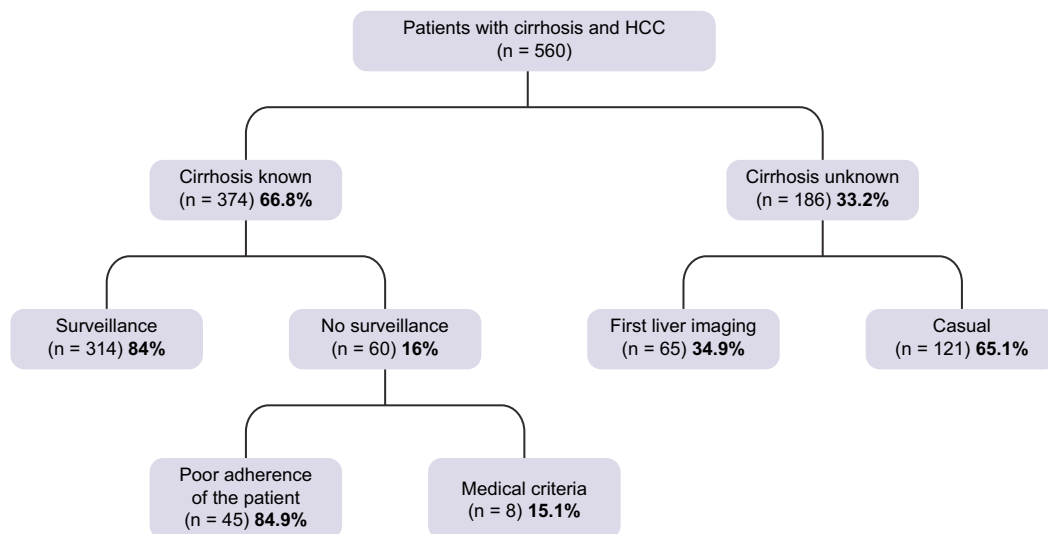 Patients with cirrhosis and HCC
(n = 560)
Cirrhosis known
(n = 374) 66.8%
Cirrhosis unknown
(n = 186) 33.2%
Surveillance
(n = 314) 84%
No surveillance
(n = 60) 16%
First liver imaging
(n = 65) 34.9%
Casual
(n = 121) 65.1%
Poor adherence
of the patient
(n = 45) 84.9%
Medical criteria
(n = 8) 15.1%